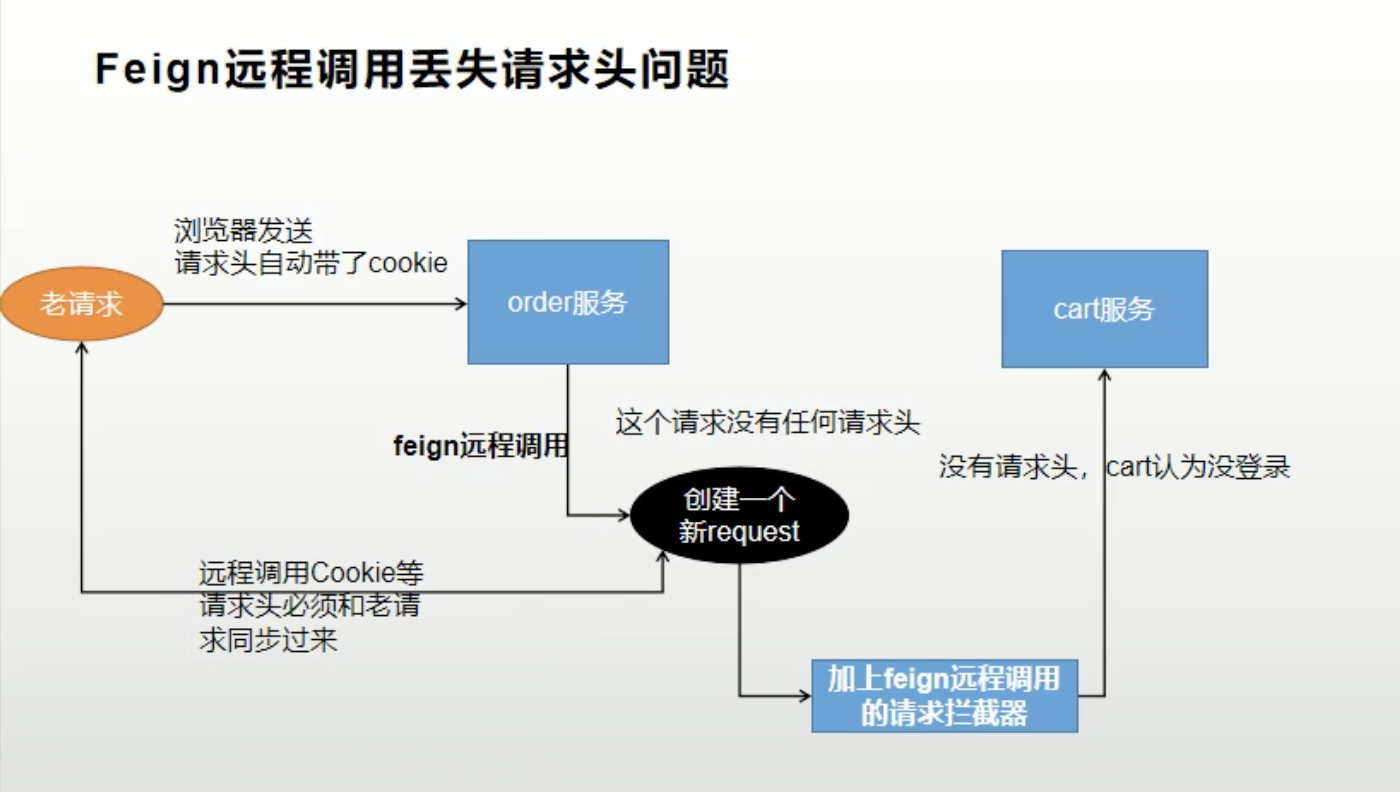 Feign远程调用丢失请求头问题
浏览器发送
请求头自动带了cookie
老请求
order服务
cart服务
这个请求没有任何请求头
feign远程调用
没有请求头，cart认为没登录
创建一个
新request
远程调用Cookie等
请求头必须和老请
求同步过来
加上feign远程调用
的请求拦截器